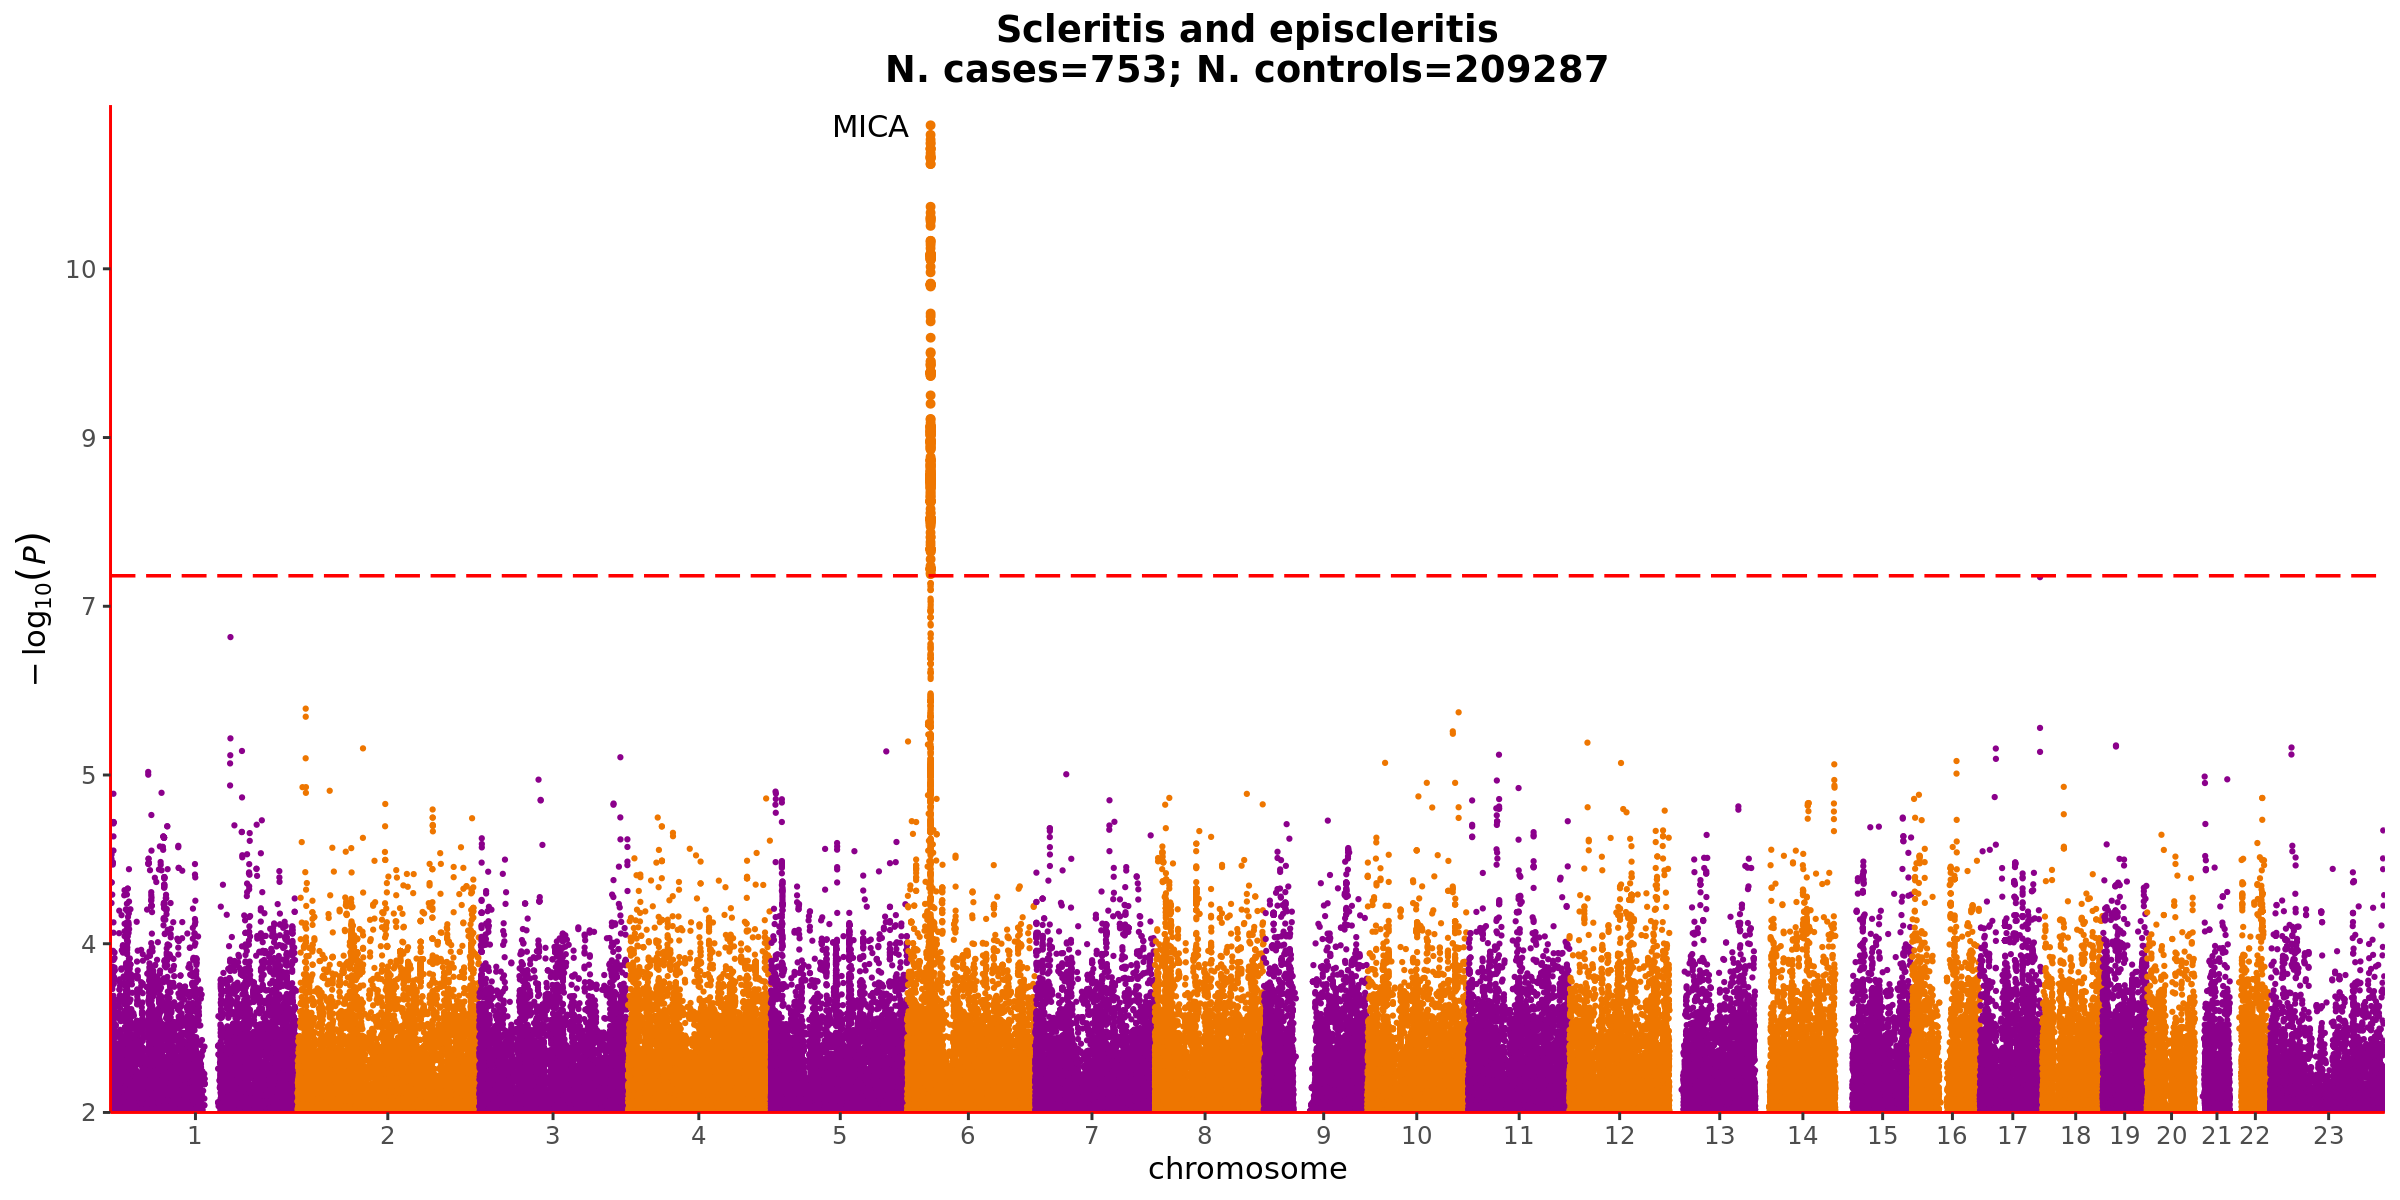 Scleritis and episcleritis
N. cases=753; N. controls=209287
MICA
10
9
7
5
4
2
− log₁₀(P)
1 2 3 4 5 6 7 8 9 10 11 12 13 14 15 16 17 18 19 20 21 22 23
chromosome